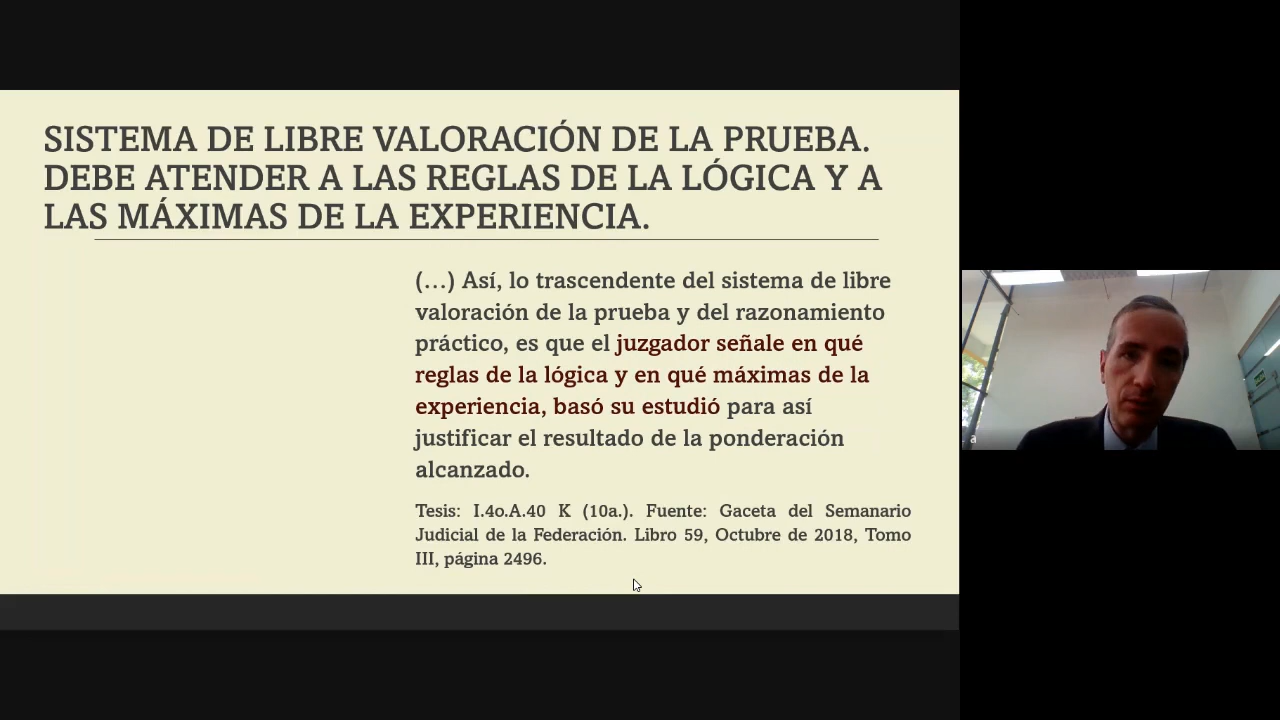 SISTEMA DE LIBRE VALORACIÓN DE LA PRUEBA.
DEBE ATENDER A LAS REGLAS DE LA LÓGICA Y A
LAS MÁXIMAS DE LA EXPERIENCIA.
(…) Así, lo trascendente del sistema de libre
valoración de la prueba y del razonamiento
práctico, es que el juzgador señale en qué
reglas de la lógica y en qué máximas de la
experiencia, basó su estudió para así
justificar el resultado de la ponderación
alcanzado.
Tesis: I.4o.A.40 K (10a.). Fuente: Gaceta del Semanario
Judicial de la Federación. Libro 59, Octubre de 2018, Tomo
III, página 2496.
a